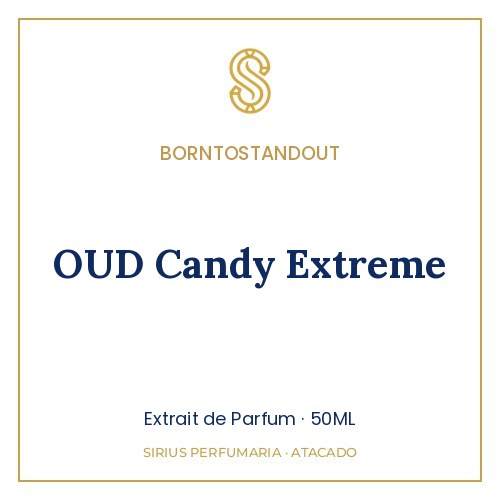 BORNTOSTANDOUT
OUD Candy Extreme
Extrait de Parfum · 50ML
SIRIUS PERFUMARIA · ATACADO